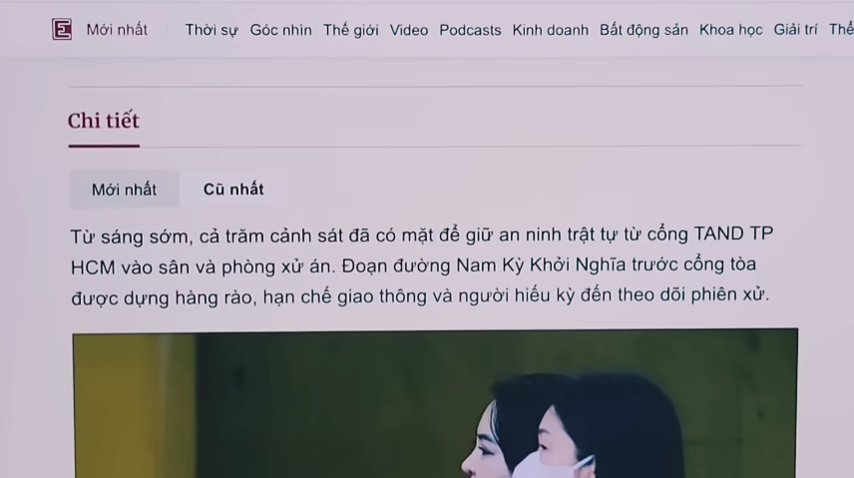 Mới nhất Thời sự Góc nhìn Thế giới Video Podcasts Kinh doanh Bất động sản Khoa học Giải trí Thể
Chi tiết
Mới nhất Cũ nhất
Từ sáng sớm, cả trăm cảnh sát đã có mặt để giữ an ninh trật tự từ cổng TAND TP
HCM vào sân và phòng xử án. Đoạn đường Nam Kỳ Khởi Nghĩa trước cổng tòa
được dựng hàng rào, hạn chế giao thông và người hiếu kỳ đến theo dõi phiên xử.